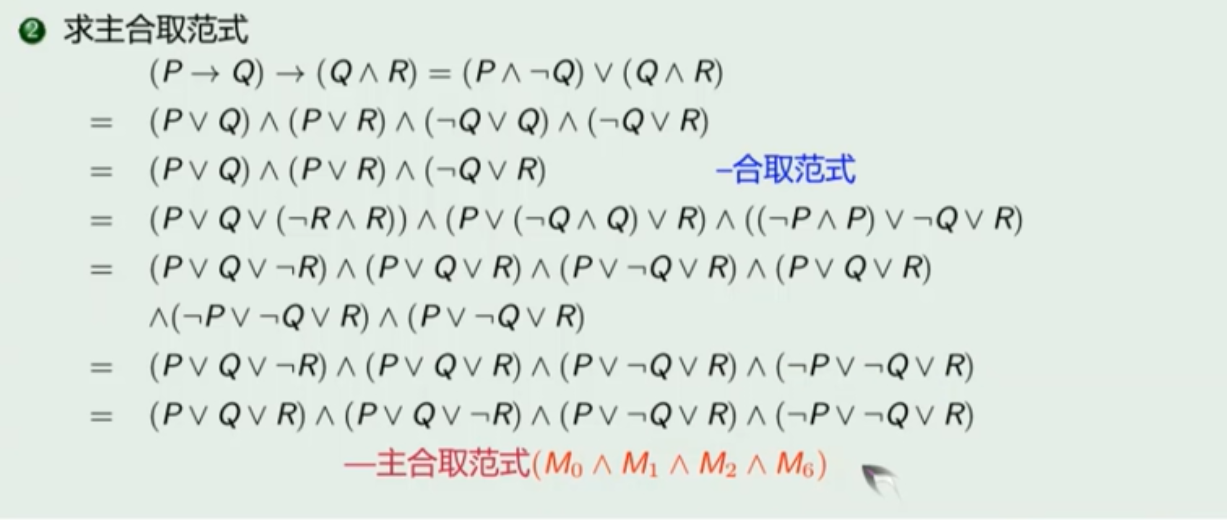 2 求主合取范式
(P → Q) → (Q ∧ R) = (P ∧ ¬Q) ∨ (Q ∧ R)
= (P ∨ Q) ∧ (P ∨ R) ∧ (¬Q ∨ Q) ∧ (¬Q ∨ R)
= (P ∨ Q) ∧ (P ∨ R) ∧ (¬Q ∨ R) –合取范式
= (P ∨ Q ∨ (¬R ∧ R)) ∧ (P ∨ (¬Q ∧ Q) ∨ R) ∧ ((¬P ∧ P) ∨ ¬Q ∨ R)
= (P ∨ Q ∨ ¬R) ∧ (P ∨ Q ∨ R) ∧ (P ∨ ¬Q ∨ R) ∧ (P ∨ Q ∨ R)
∧(¬P ∨ ¬Q ∨ R) ∧ (P ∨ ¬Q ∨ R)
= (P ∨ Q ∨ ¬R) ∧ (P ∨ Q ∨ R) ∧ (P ∨ ¬Q ∨ R) ∧ (¬P ∨ ¬Q ∨ R)
= (P ∨ Q ∨ R) ∧ (P ∨ Q ∨ ¬R) ∧ (P ∨ ¬Q ∨ R) ∧ (¬P ∨ ¬Q ∨ R)
—主合取范式(M₀ ∧ M₁ ∧ M₂ ∧ M₆)